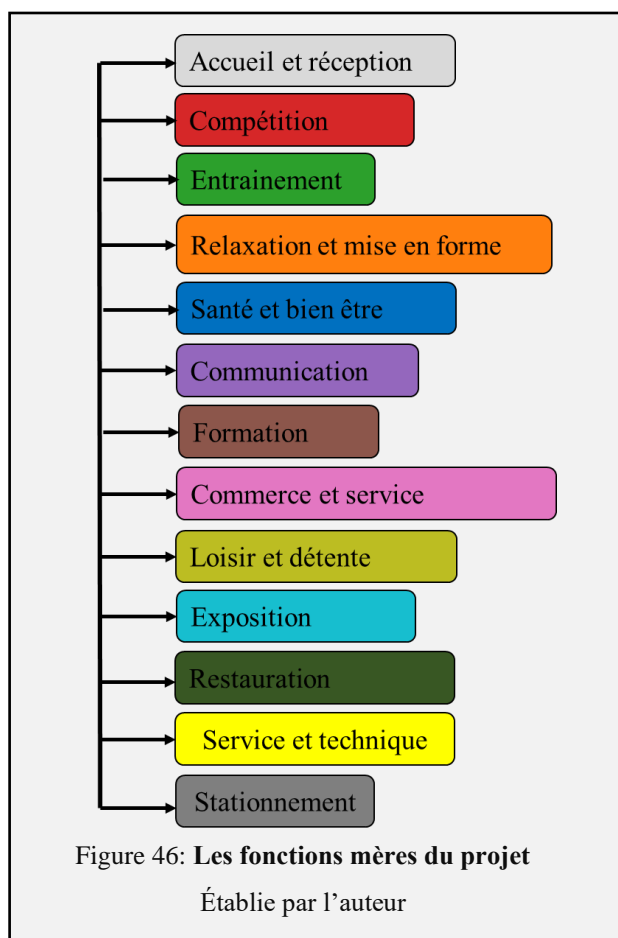 Accueil et réception
Compétition
Entrainement
Relaxation et mise en forme
Santé et bien être
Communication
Formation
Commerce et service
Loisir et détente
Exposition
Restauration
Service et technique
Stationnement
Figure 46: Les fonctions mères du projet
Établie par l’auteur